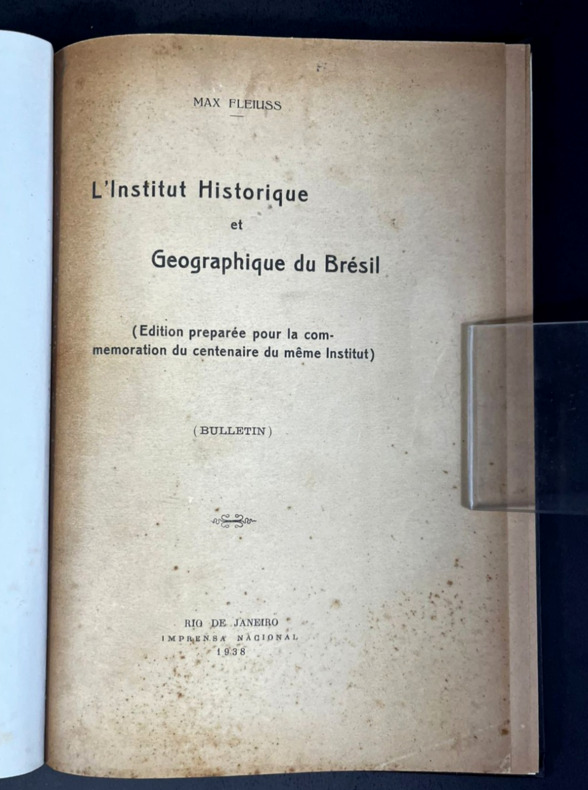 MAX FLEIUSS
L'Institut Historique
et
Geographique du Brésil
(Edition preparée pour la com-
memoration du centenaire du même Institut)
(BULLETIN)
RIO DE JANEIRO
IMPRENSA NACIONAL
1938